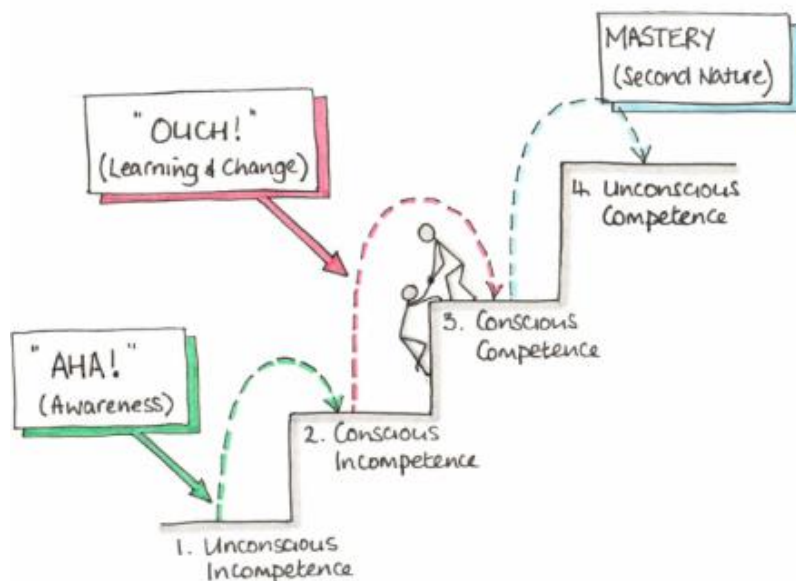 MASTERY
(Second Nature)
"OUCH!"
(Learning & Change)
4. Unconscious
Competence
3. Conscious
Competence
"AHA!"
(Awareness)
2. Conscious
Incompetence
1. Unconscious
Incompetence